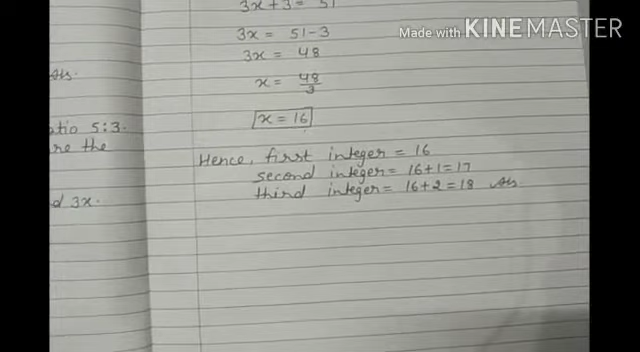 3x + 3 = 51
Made with KINEMASTER
3x = 51 - 3
3x = 48
x = 48/3
x = 16
Ans.
atio 5:3.
re the
d 3x.
Hence, first integer = 16
second integer = 16+1 = 17
third integer = 16+2 = 18 Ans.